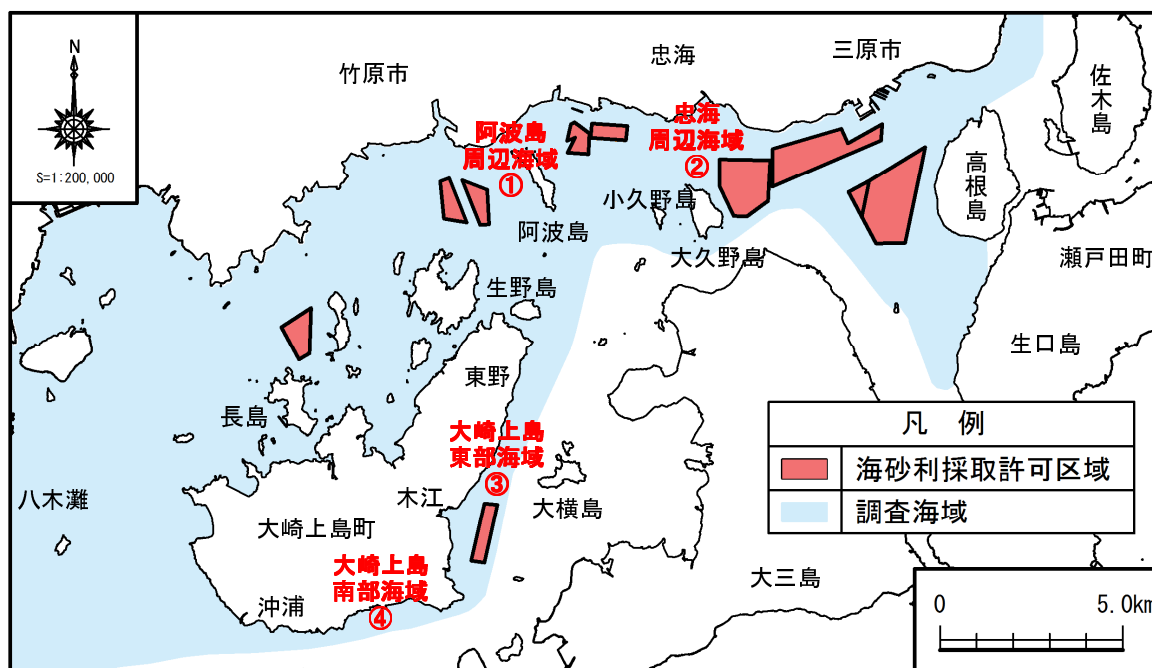 N
S=1:200,000
竹原市
忠海
三原市
佐木島
阿波島
周辺海域
①
忠海
周辺海域
②
高根島
小久野島
阿波島
大久野島
瀬戸田町
生野島
生口島
東野
長島
大崎上島
東部海域
③
八木灘
木江
大横島
大崎上島町
大崎上島
南部海域
④
沖浦
大三島
凡 例
海砂利採取許可区域
調査海域
0 5.0km